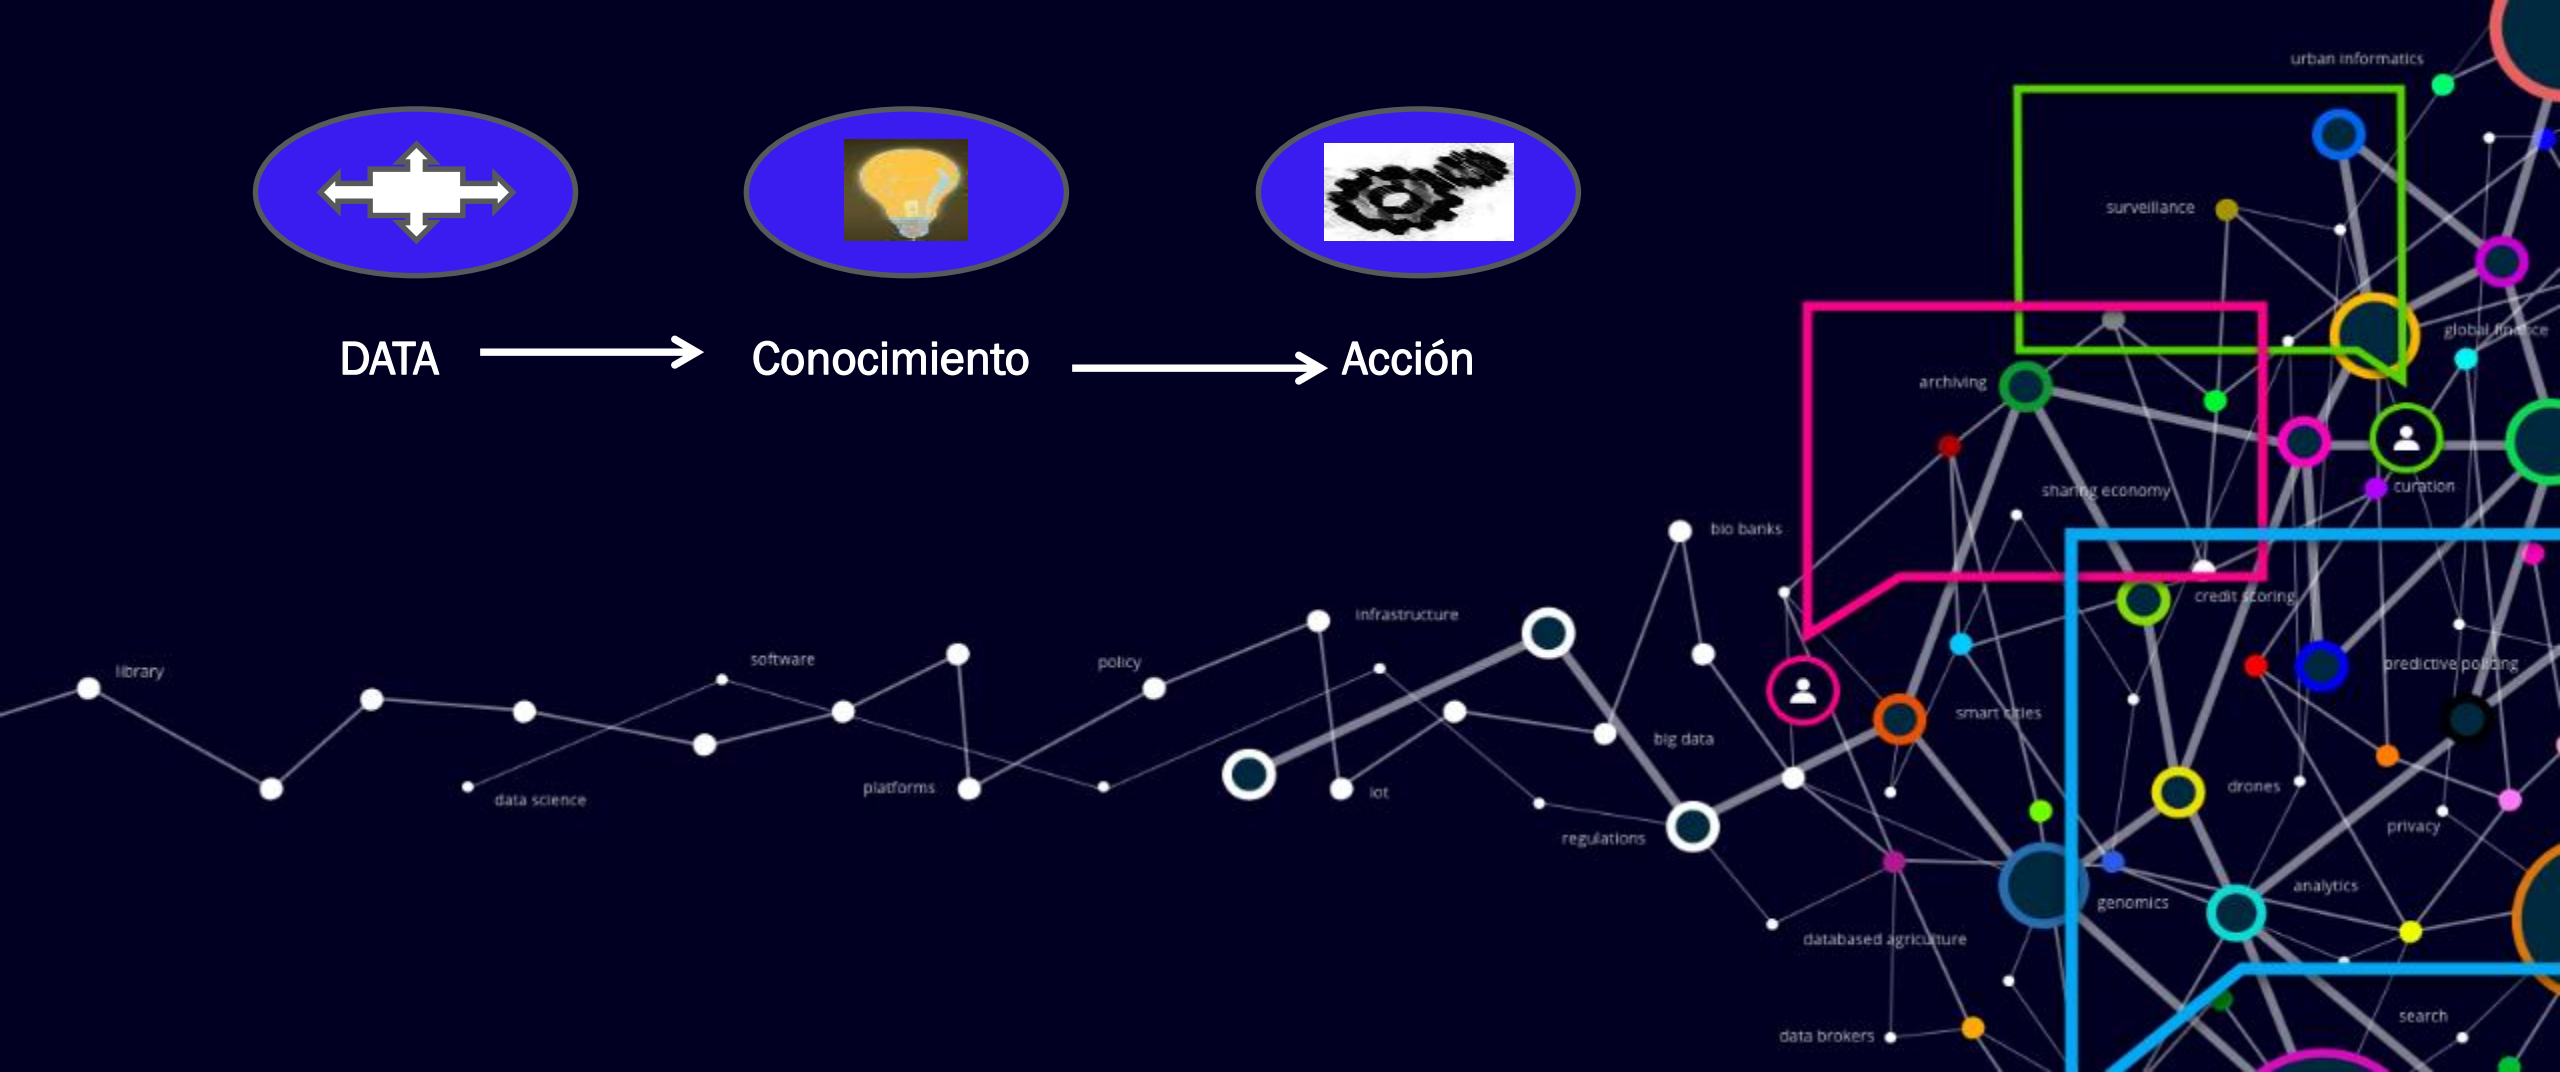 DATA
Conocimiento
Acción
urban informatics
surveillance
global finance
archiving
sharing economy
curation
bio banks
credit scoring
infrastructure
library
software
policy
predictive policing
smart cities
big data
platforms
data science
iot
drones
regulations
privacy
analytics
genomics
databased agriculture
search
data brokers